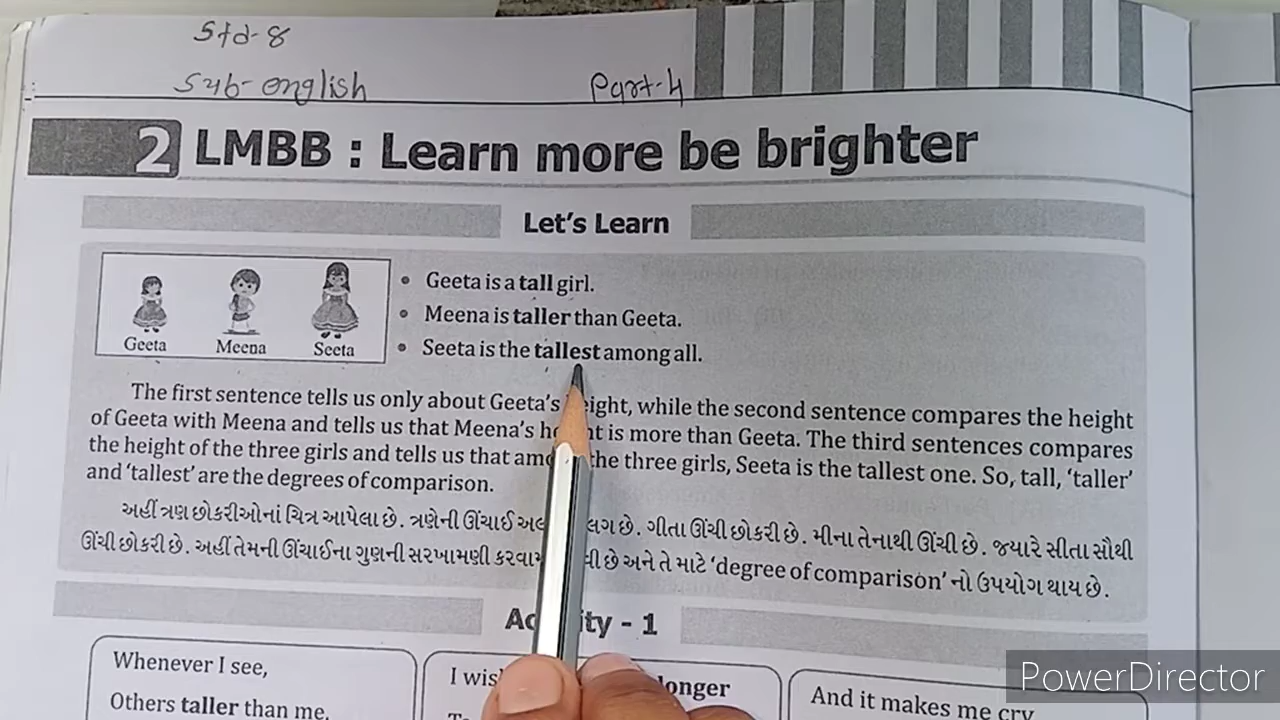 Std-8
Sub-english
Part-4
2 LMBB : Learn more be brighter
Let's Learn
Geeta Meena Seeta
• Geeta is a tall girl.
• Meena is taller than Geeta.
• Seeta is the tallest among all.
The first sentence tells us only about Geeta's height, while the second sentence compares the height
of Geeta with Meena and tells us that Meena's is more than Geeta. The third sentences compares
the height of the three girls and tells us that the three girls, Seeta is the tallest one. So, tall, 'taller'
and 'tallest' are the degrees of comparison.
અહીં ત્રણ છોકરીઓનાં ચિત્ર આપેલા છે. ત્રણેની ઊંચાઈ છે. ગીતા ઊંચી છોકરી છે. મીના તેનાથી ઊંચી છે. જ્યારે સીતા સૌથી
ઊંચી છોકરી છે. અહીં તેમની ઊંચાઈના ગુણની સરખામણી છે અને તે માટે 'degree of comparison' નો ઉપયોગ થાય છે.
Activity - 1
Whenever I see,
Others taller than me,
I wish
longer
And it makes me cry
PowerDirector